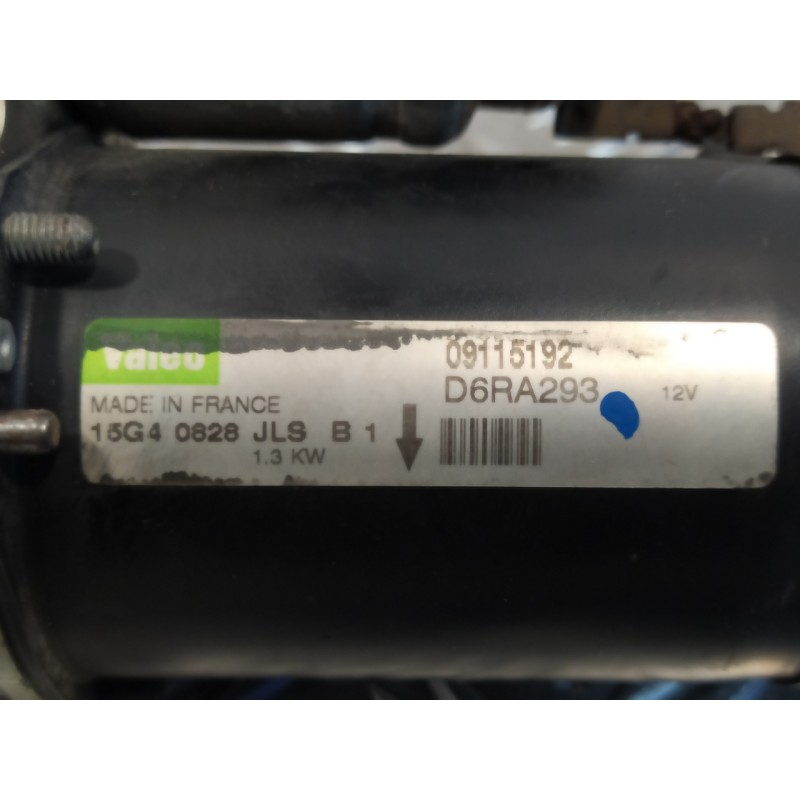 Valeo
09115192
D6RA293
12V
MADE IN FRANCE
15G4 0828 JLS B 1
1.3 KW